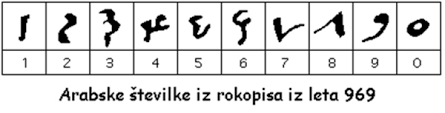 1 2 3 4 5 6 7 8 9 0
Arabske številke iz rokopisa iz leta 969